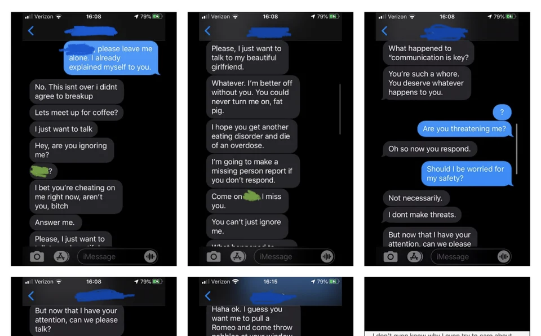 Verizon 16:08 79%
please leave me
alone. I already
explained myself to you.
No. This isnt over i didnt
agree to breakup
Lets meet up for coffee?
I just want to talk
Hey, are you ignoring
me?
?
I bet you're cheating on
me right now, aren't
you, bitch
Answer me.
Please, I just want to
iMessage
Verizon 16:08 79%
Please, I just want to
talk to my beautiful
girlfriend.
Whatever. I'm better off
without you. You could
never turn me on, fat
pig.
I hope you get another
eating disorder and die
of an overdose.
I'm going to make a
missing person report if
you don't respond.
Come on I miss
you.
You can't just ignore
me.
What happened to
iMessage
Verizon 16:08 79%
What happened to
"communication is key?
You're such a whore.
You deserve whatever
happens to you.
?
Are you threatening me?
Oh so now you respond.
Should I be worried for
my safety?
Not necessarily.
I dont make threats.
But now that I have your
attention, can we please
iMessage
Verizon 16:08 79%
But now that I have your
attention, can we please
talk?
Verizon 16:15 79%
Haha ok. I guess you
want me to pull a
Romeo and come throw